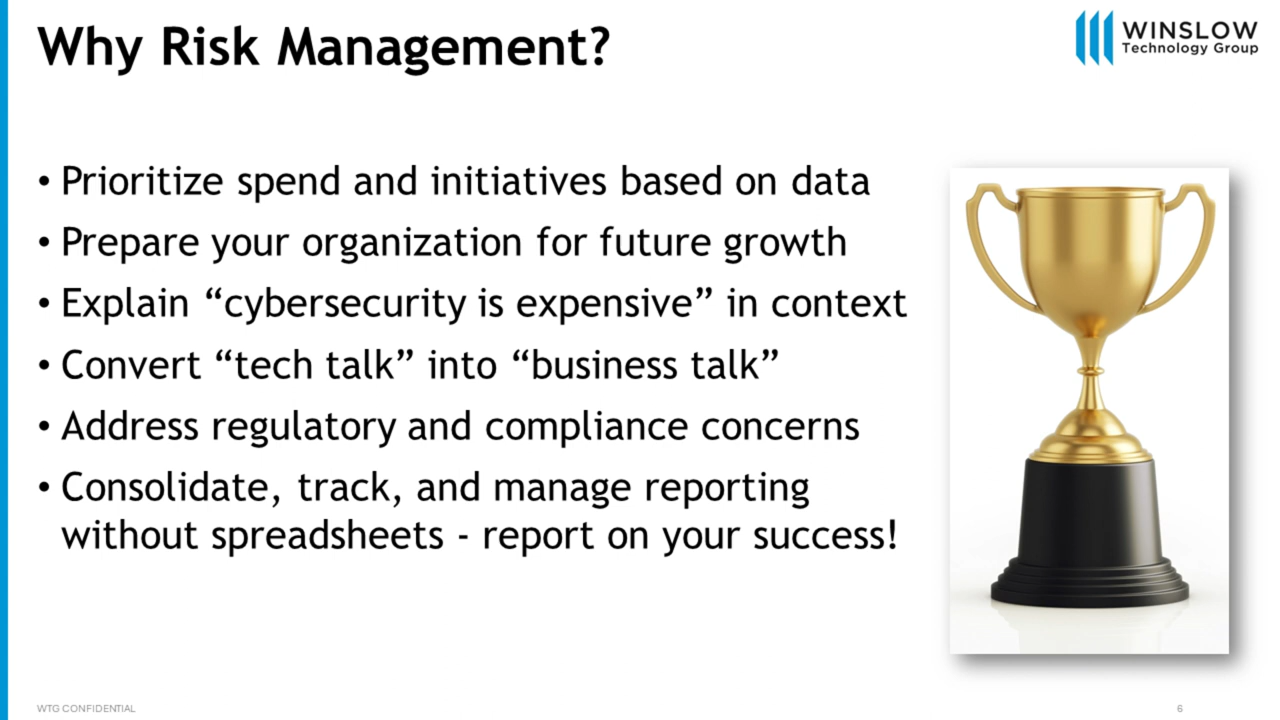 Why Risk Management?
WINSLOW
Technology Group
• Prioritize spend and initiatives based on data
• Prepare your organization for future growth
• Explain “cybersecurity is expensive” in context
• Convert “tech talk” into “business talk”
• Address regulatory and compliance concerns
• Consolidate, track, and manage reporting
without spreadsheets - report on your success!
WTG CONFIDENTIAL
6